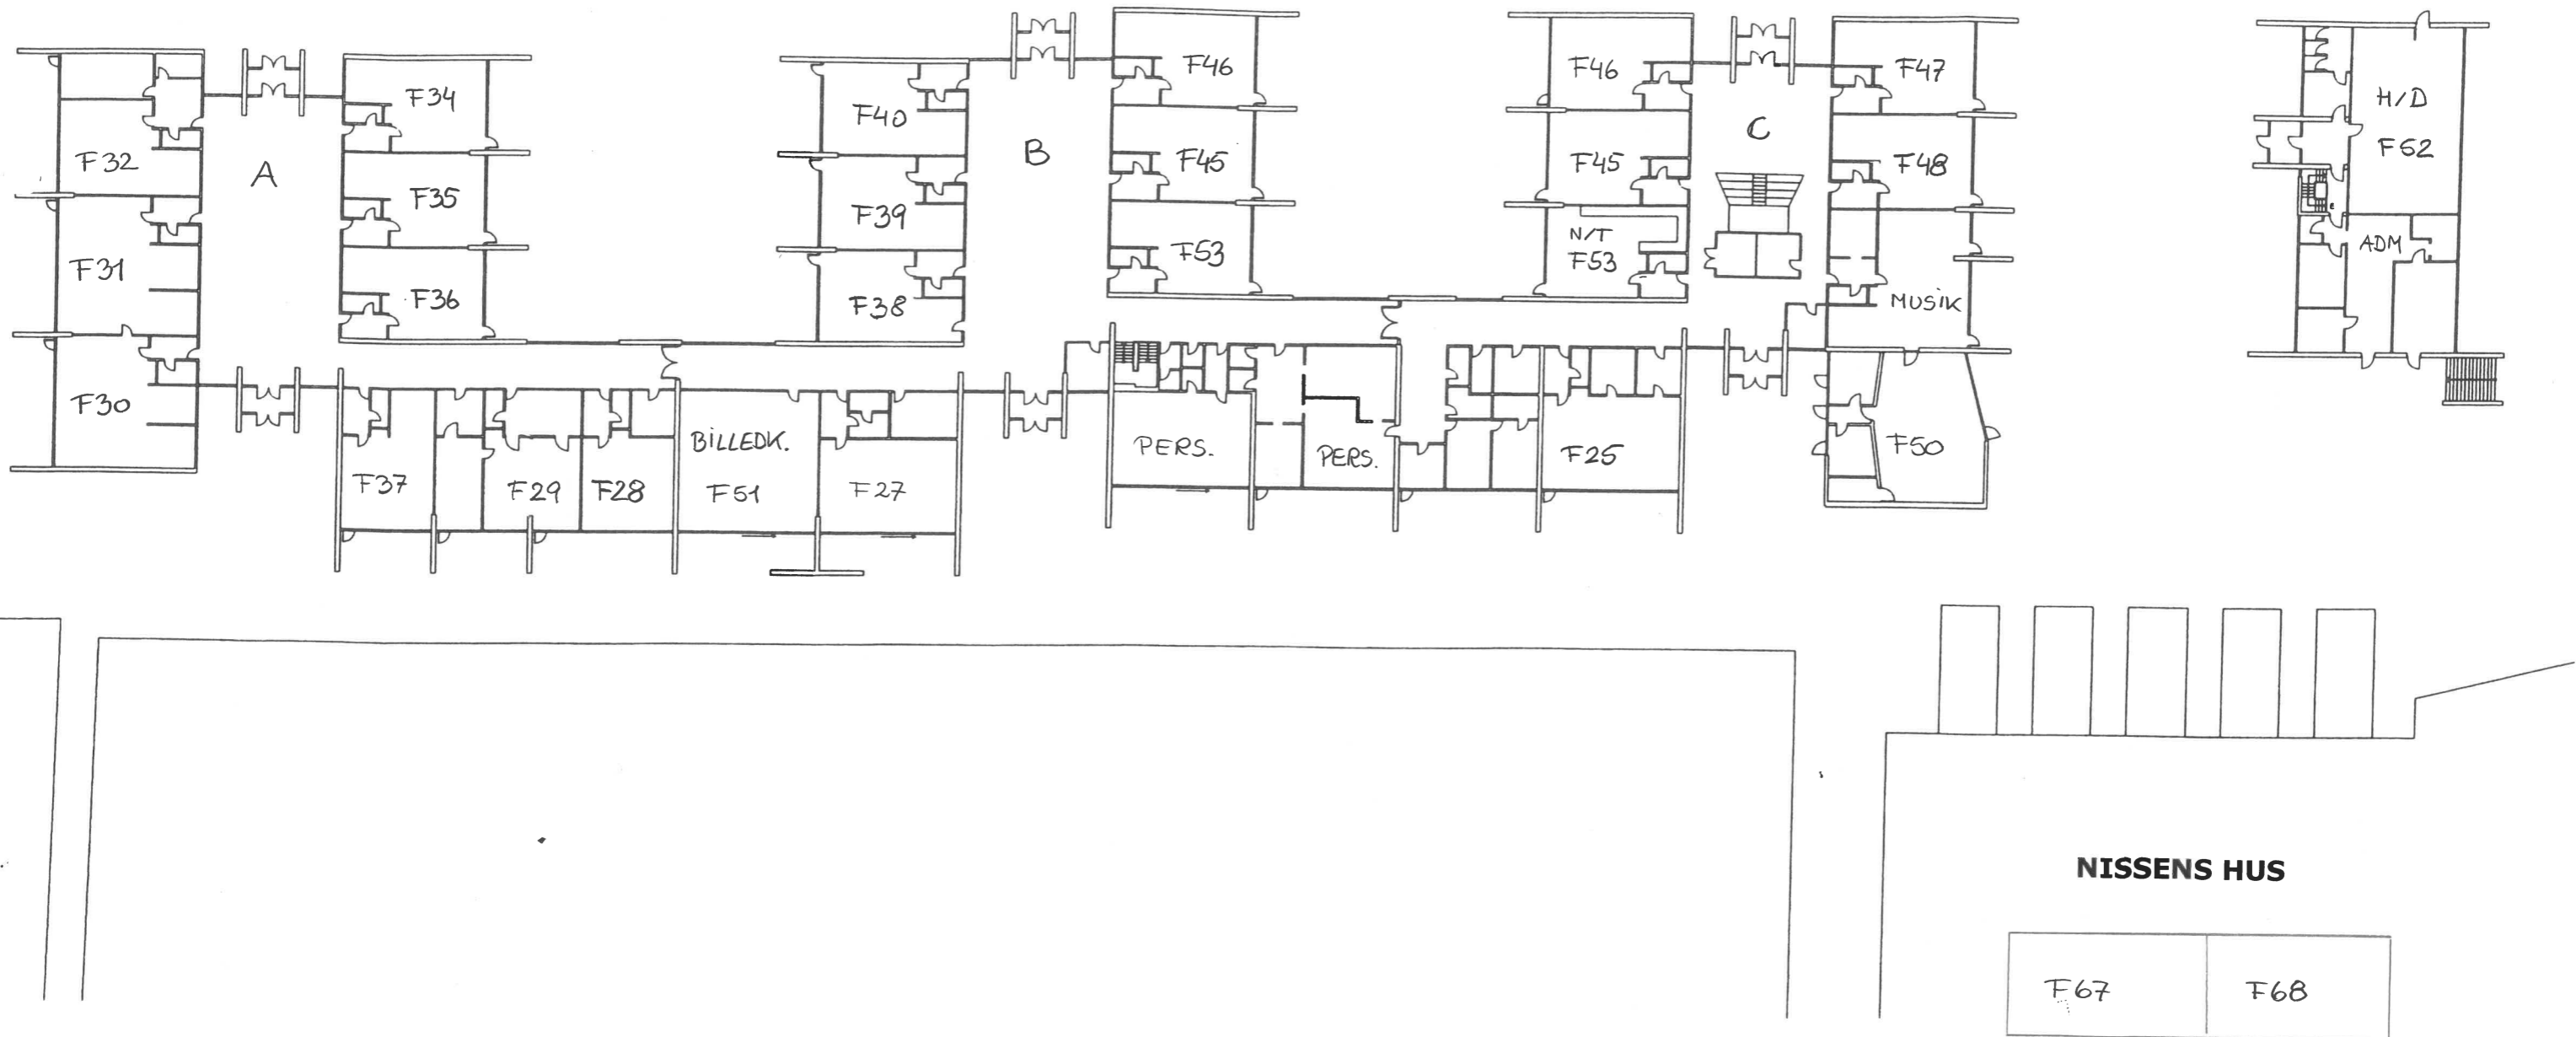 F46
F46
F47
F34
F40
H/D
F62
F32
A
B
F45
F45
C
F48
F35
F39
F31
F53
N/T
F53
ADM
F36
F38
MUSIK
F30
BILLEDK.
PERS.
PERS.
F25
F50
F37
F29
F28
F51
F27
NISSENS HUS
F67
F68